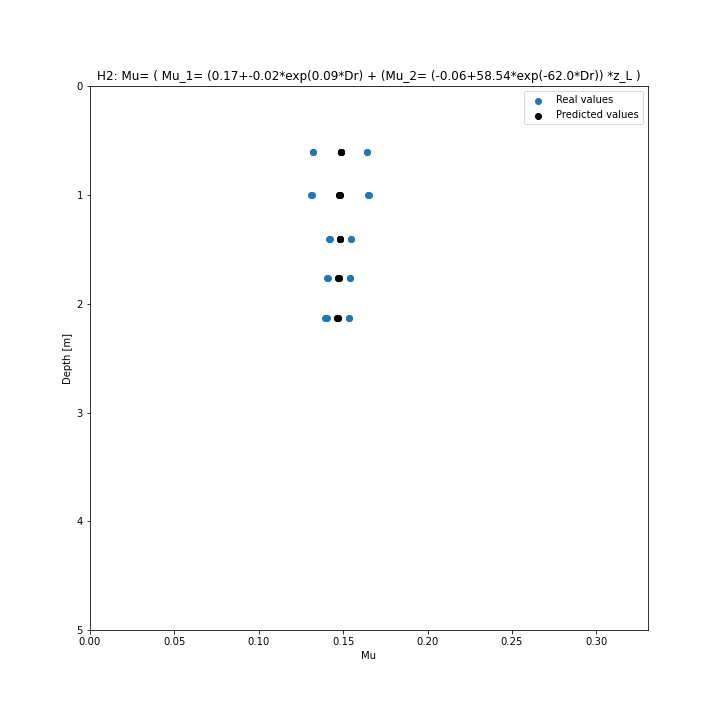 H2: Mu= ( Mu_1= (0.17+-0.02*exp(0.09*Dr) + (Mu_2= (-0.06+58.54*exp(-62.0*Dr)) *z_L )
Real values
Predicted values
0
1
2
3
4
5
Depth [m]
0.00 0.05 0.10 0.15 0.20 0.25 0.30
Mu